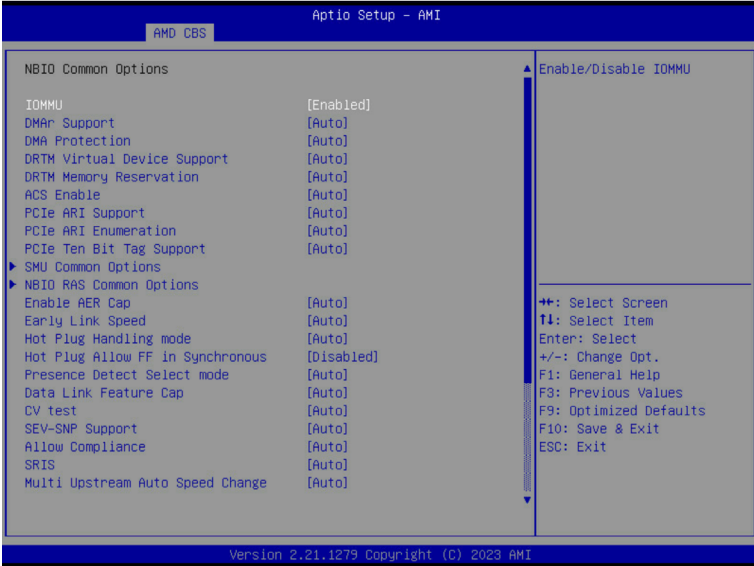 Aptio Setup - AMI
AMD CBS
NBIO Common Options
IOMMU [Enabled]
DMAr Support [Auto]
DMA Protection [Auto]
DRTM Virtual Device Support [Auto]
DRTM Memory Reservation [Auto]
ACS Enable [Auto]
PCIe ARI Support [Auto]
PCIe ARI Enumeration [Auto]
PCIe Ten Bit Tag Support [Auto]
SMU Common Options
NBIO RAS Common Options
Enable AER Cap [Auto]
Early Link Speed [Auto]
Hot Plug Handling mode [Auto]
Hot Plug Allow FF in Synchronous [Disabled]
Presence Detect Select mode [Auto]
Data Link Feature Cap [Auto]
CV test [Auto]
SEV-SNP Support [Auto]
Allow Compliance [Auto]
SRIS [Auto]
Multi Upstream Auto Speed Change [Auto]
Enable/Disable IOMMU
→←: Select Screen
↑↓: Select Item
Enter: Select
+/-: Change Opt.
F1: General Help
F3: Previous Values
F9: Optimized Defaults
F10: Save & Exit
ESC: Exit
Version 2.21.1279 Copyright (C) 2023 AMI